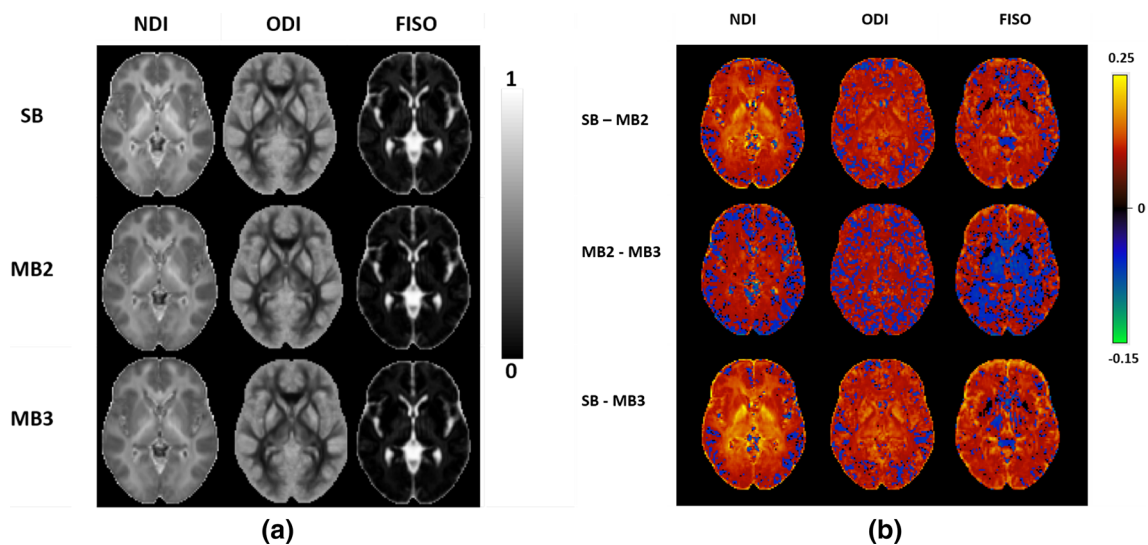 NDI ODI FISO
SB
MB2
MB3
1
0
(a)
NDI ODI FISO
SB – MB2
MB2 - MB3
SB - MB3
0.25
0
-0.15
(b)